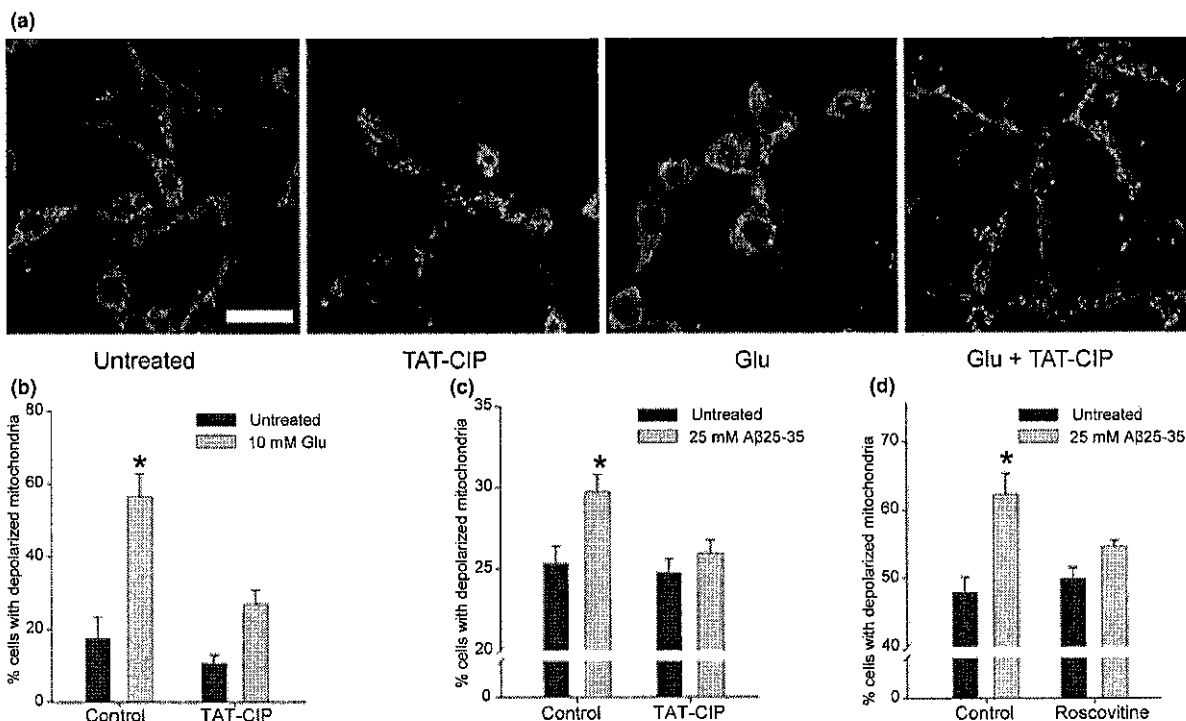 (a)
Untreated TAT-CIP Glu Glu + TAT-CIP
(b)
% cells with depolarized mitochondria
80
60
40
20
0
Untreated
10 mM Glu
*
Control TAT-CIP
(c)
% cells with depolarized mitochondria
35
30
25
20
0
Untreated
25 mM Aβ25-35
*
Control TAT-CIP
(d)
% cells with depolarized mitochondria
70
60
50
40
0
Untreated
25 mM Aβ25-35
*
Control Roscovitine